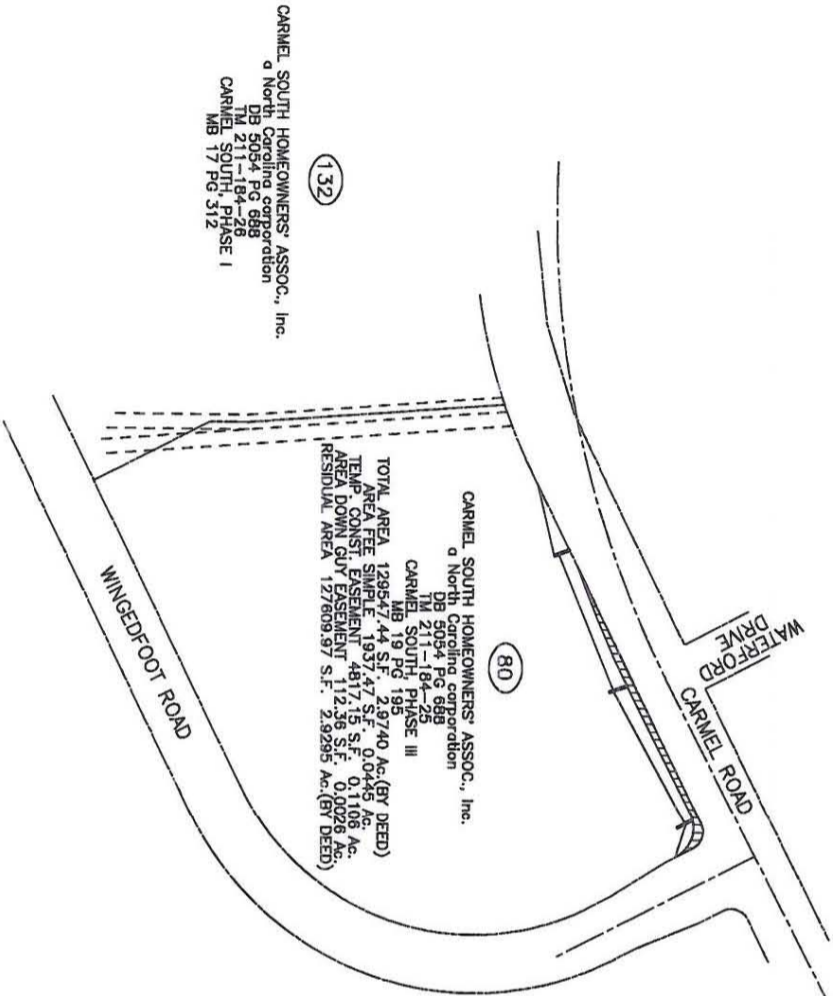 CARMEL SOUTH HOMEOWNERS' ASSOC., Inc.
a North Carolina corporation
DB 5054 PG 688
TM 211-184-26
CARMEL SOUTH, PHASE I
MB 17 PG 312
132
CARMEL SOUTH HOMEOWNERS' ASSOC., Inc.
a North Carolina corporation
DB 5054 PG 688
TM 211-184-25
CARMEL SOUTH, PHASE III
MB 19 PG 195
80
TOTAL AREA 129547.44 S.F. 2.9740 Ac.(BY DEED)
AREA FEE SIMPLE 1937.47 S.F. 0.0445 Ac.
TEMP. CONST. EASEMENT 4817.15 S.F. 0.1106 Ac.
AREA DOWN GUY EASEMENT 112.36 S.F. 0.0026 Ac.
RESIDUAL AREA 127609.97 S.F. 2.9295 Ac.(BY DEED)
WATERFORD
DRIVE
CARMEL ROAD
WINGEDFOOT ROAD